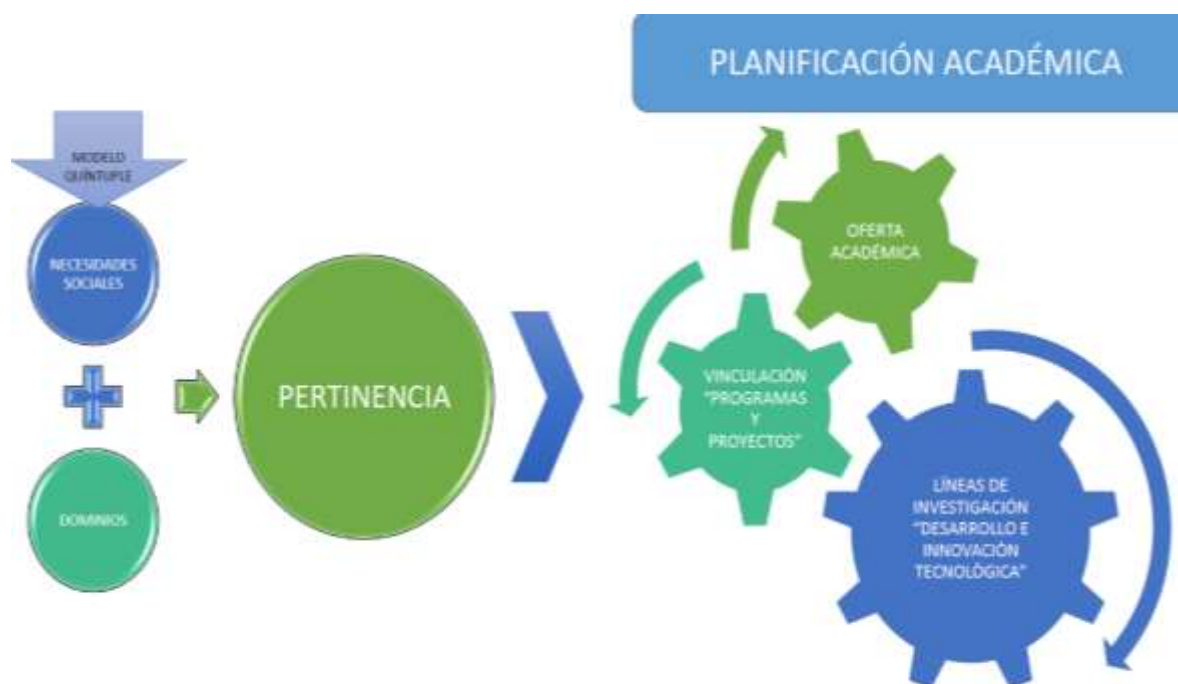 PLANIFICACIÓN ACADÉMICA
MODELO
QUÍNTUPLE
NECESIDADES
SOCIALES
DOMINIOS
PERTINENCIA
OFERTA
ACADÉMICA
VINCULACIÓN
"PROGRAMAS
Y
PROYECTOS"
LÍNEAS DE
INVESTIGACIÓN
"DESARROLLO E
INNOVACIÓN
TECNOLÓGICA"